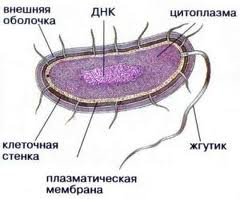 внешняя
оболочка
ДНК
цитоплазма
клеточная
стенка
плазматическая
мембрана
жгутик